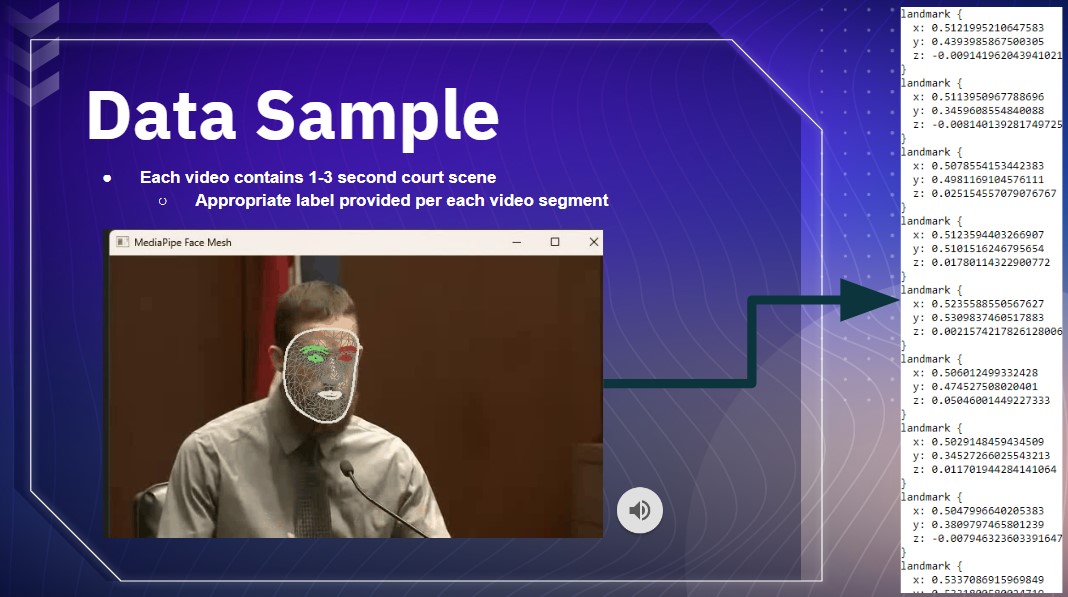 Data Sample
● Each video contains 1-3 second court scene
○ Appropriate label provided per each video segment
MediaPipe Face Mesh
landmark {
x: 0.5121995210647583
y: 0.4393985867500305
z: -0.009141962043941021
}
landmark {
x: 0.5113950967788696
y: 0.3459608554840088
z: -0.008140139281749725
}
landmark {
x: 0.5078554153442383
y: 0.4981169104576111
z: 0.025154557079076767
}
landmark {
x: 0.5123594403266907
y: 0.5101516246795654
z: 0.01780114322900772
}
landmark {
x: 0.5235588550567627
y: 0.5309837460517883
z: 0.0021574217826128006
}
landmark {
x: 0.506012499332428
y: 0.474527508020401
z: 0.05046001449227333
}
landmark {
x: 0.5029148459434509
y: 0.34527266025543213
z: 0.011701944284141064
}
landmark {
x: 0.5047996640205383
y: 0.3809797465801239
z: -0.007946323603391647
}
landmark {
x: 0.5337086915969849